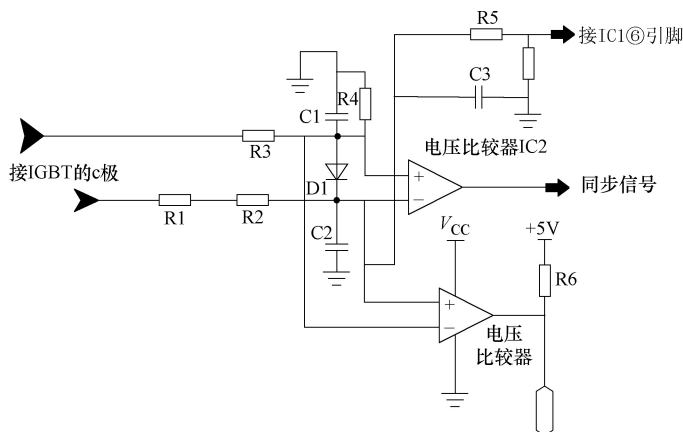 R5
接IC1⑥引脚
C3
R4
C1
电压比较器IC2
R3
接IGBT的c极
D1
+
−
同步信号
R1
R2
C2
VCC
+5V
R6
+
−
电压
比较器